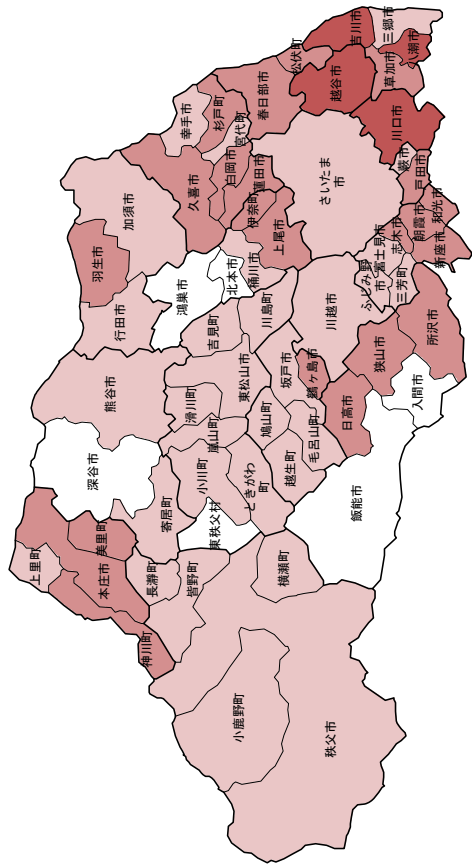 三郷市
吉川市
八潮市
松伏町
草加市
越谷市
春日部市
杉戸町
幸手市
宮代町
川口市
蕨市
戸田市
白岡市
蓮田市
さいたま
市
久喜市
伊奈町
和光市
加須市
上尾市
志木市
朝霞市
新座市
富士見市
羽生市
桶川市
北本市
ふじみ野
市
三芳町
鴻巣市
川島町
川越市
行田市
吉見町
所沢市
狭山市
東松山市
坂戸市
鶴ヶ島市
入間市
熊谷市
滑川町
鳩山町
日高市
嵐山町
毛呂山町
深谷市
小川町
ときがわ
町
越生町
飯能市
寄居町
東秩父村
美里町
上里町
本庄市
長瀞町
皆野町
横瀬町
神川町
小鹿野町
秩父市